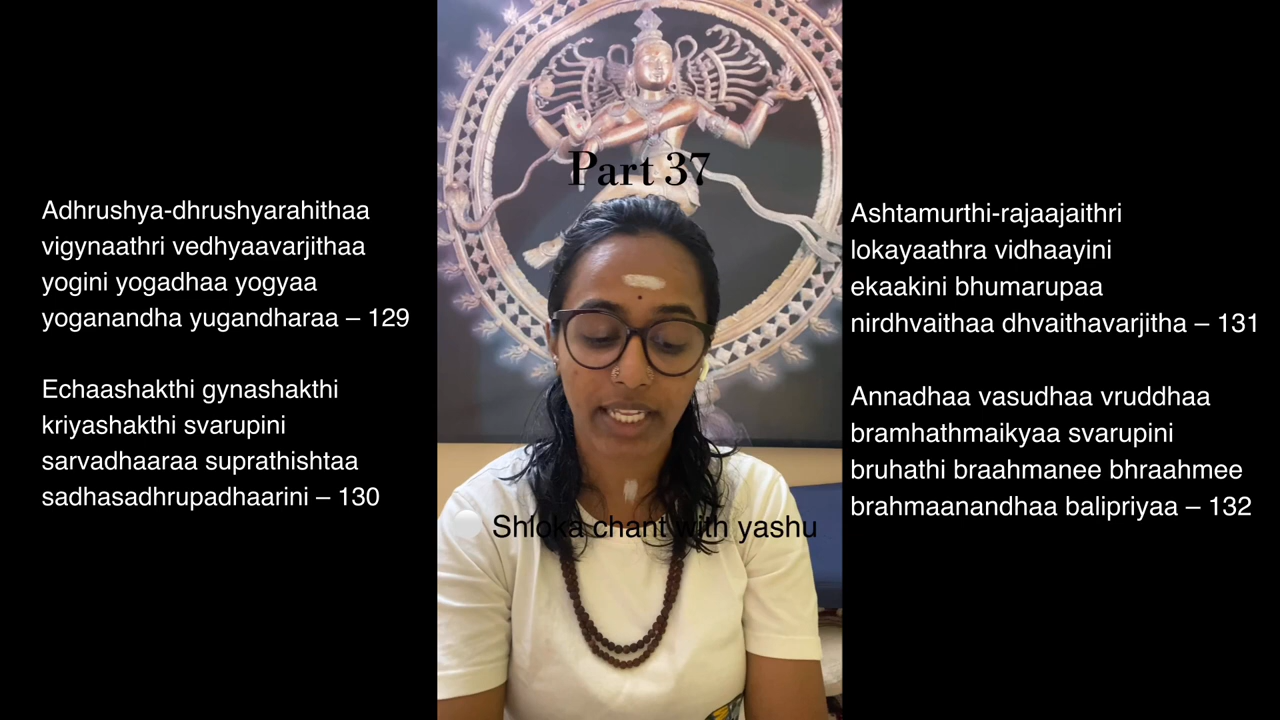 Part 37
Adhrushya-dhrushyarahithaa
vigynaathri vedhyaavarjithaa
yogini yogadhaa yogyaa
yoganandha yugandharaa – 129
Echaashakthi gynashakthi
kriyashakthi svarupini
sarvadhaaraa suprathishtaa
sadhasadhrupadhaarini – 130
Ashtamurthi-rajaajaithri
lokayaathra vidhaayini
ekaakini bhumarupaa
nirdhvaithaa dhvaithavarjitha – 131
Annadhaa vasudhaa vruddhaa
bramhathmaikyaa svarupini
bruhathi braahmanee bhraahmee
brahmaanandhaa balipriyaa – 132
Shloka chant with yashu